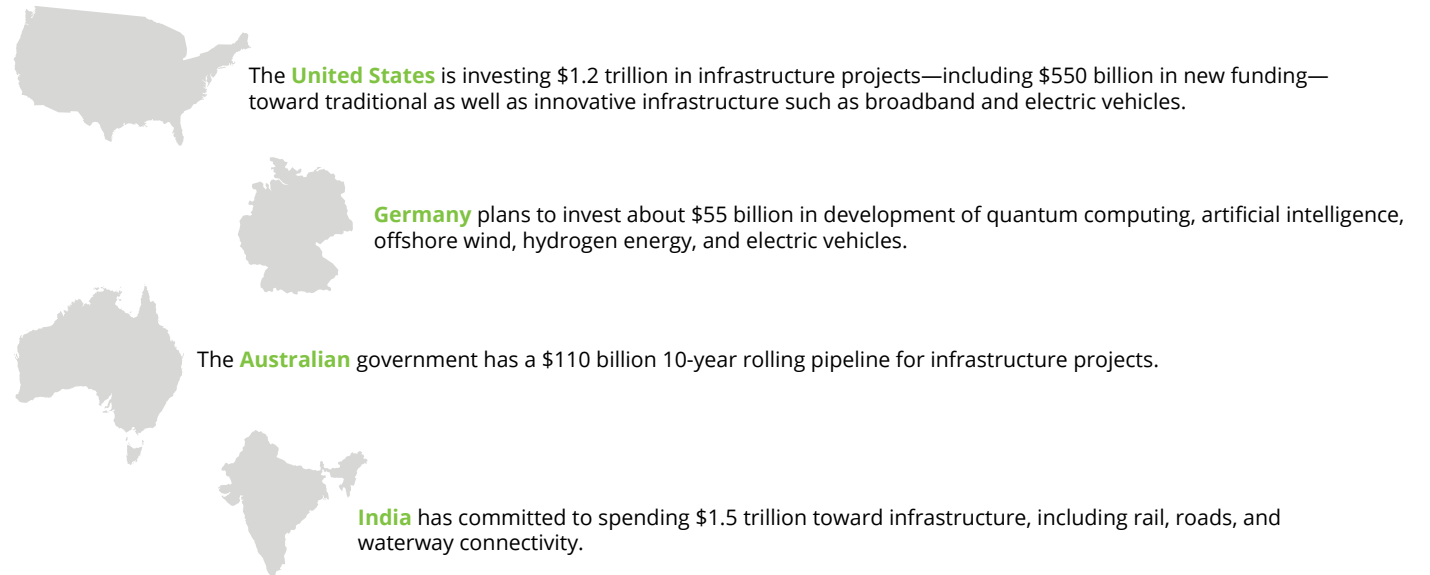 The United States is investing $1.2 trillion in infrastructure projects—including $550 billion in new funding—
toward traditional as well as innovative infrastructure such as broadband and electric vehicles.
Germany plans to invest about $55 billion in development of quantum computing, artificial intelligence,
offshore wind, hydrogen energy, and electric vehicles.
The Australian government has a $110 billion 10-year rolling pipeline for infrastructure projects.
India has committed to spending $1.5 trillion toward infrastructure, including rail, roads, and
waterway connectivity.